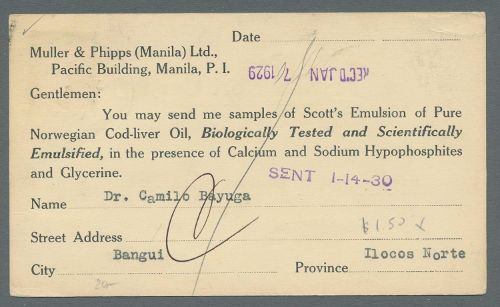 Date
Muller & Phipps (Manila) Ltd.,
Pacific Building, Manila, P. I.
REC'D JAN 7 1929
Gentlemen:
You may send me samples of Scott's Emulsion of Pure
Norwegian Cod-liver Oil, Biologically Tested and Scientifically
Emulsified, in the presence of Calcium and Sodium Hypophosphites
and Glycerine.
SENT 1-14-30
Name Dr. Camilo Bayuga
$1.50 x
Street Address
Bangui Ilocos Norte
City Province